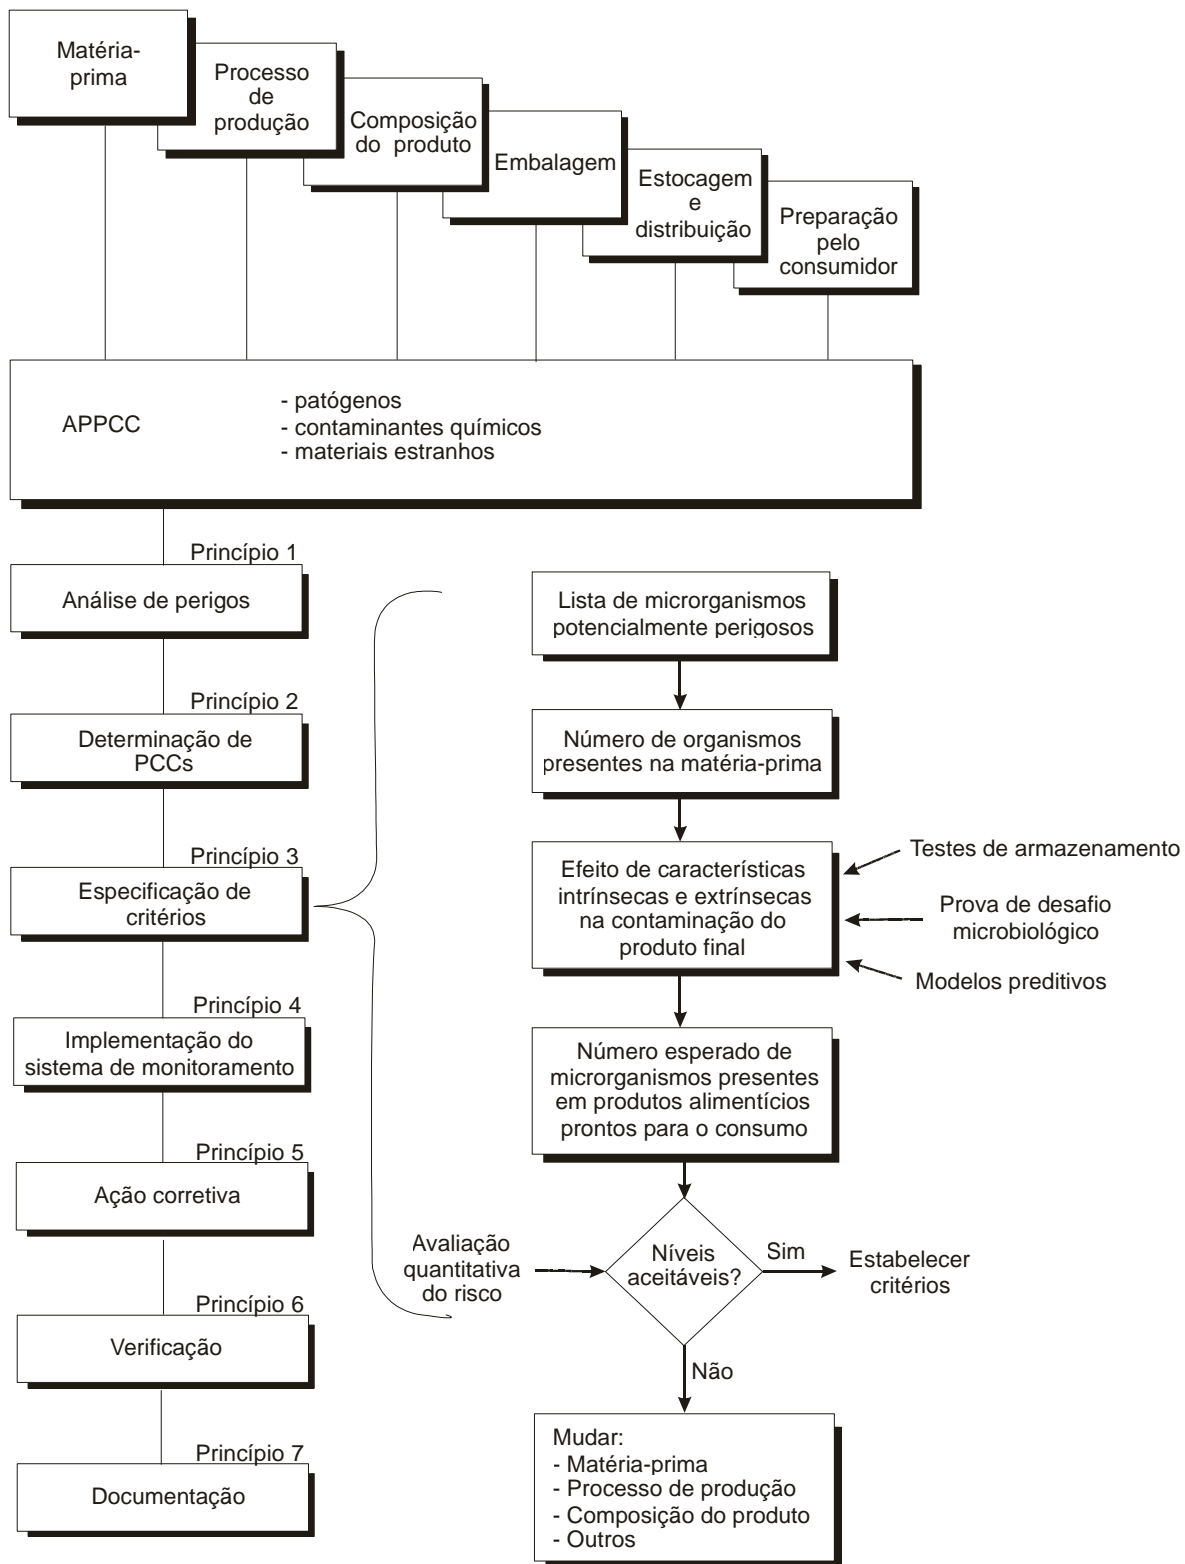 Matéria-
prima
Processo
de
produção
Composição
do produto
Embalagem
Estocagem
e
distribuição
Preparação
pelo
consumidor
APPCC
- patógenos
- contaminantes químicos
- materiais estranhos
Princípio 1
Análise de perigos
Princípio 2
Determinação de
PCCs
Princípio 3
Especificação de
critérios
Princípio 4
Implementação do
sistema de monitoramento
Princípio 5
Ação corretiva
Princípio 6
Verificação
Princípio 7
Documentação
Lista de microrganismos
potencialmente perigosos
Número de organismos
presentes na matéria-prima
Efeito de características
intrínsecas e extrínsecas
na contaminação do
produto final
Testes de armazenamento
Prova de desafio
microbiológico
Modelos preditivos
Número esperado de
microrganismos presentes
em produtos alimentícios
prontos para o consumo
Avaliação
quantitativa
do risco
Níveis
aceitáveis?
Sim
Estabelecer
critérios
Não
Mudar:
- Matéria-prima
- Processo de produção
- Composição do produto
- Outros